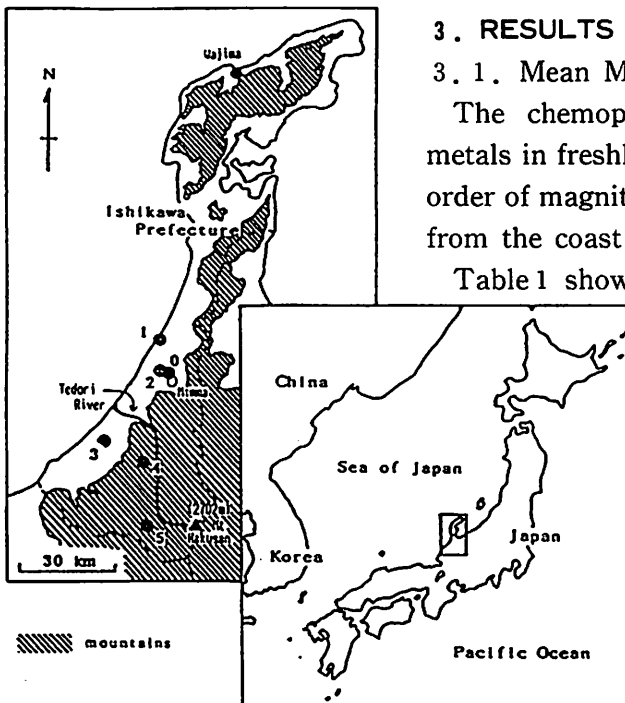 3. RESULTS
3.1. Mean M
The chemop
metals in freshl
order of magnit
from the coast
Table 1 show
N
Wajima
Ishikawa
Prefecture
1
0
2
Tedori
River
3
4
5
30 km
mountains
China
Sea of Japan
Japan
Korea
Pacific Ocean